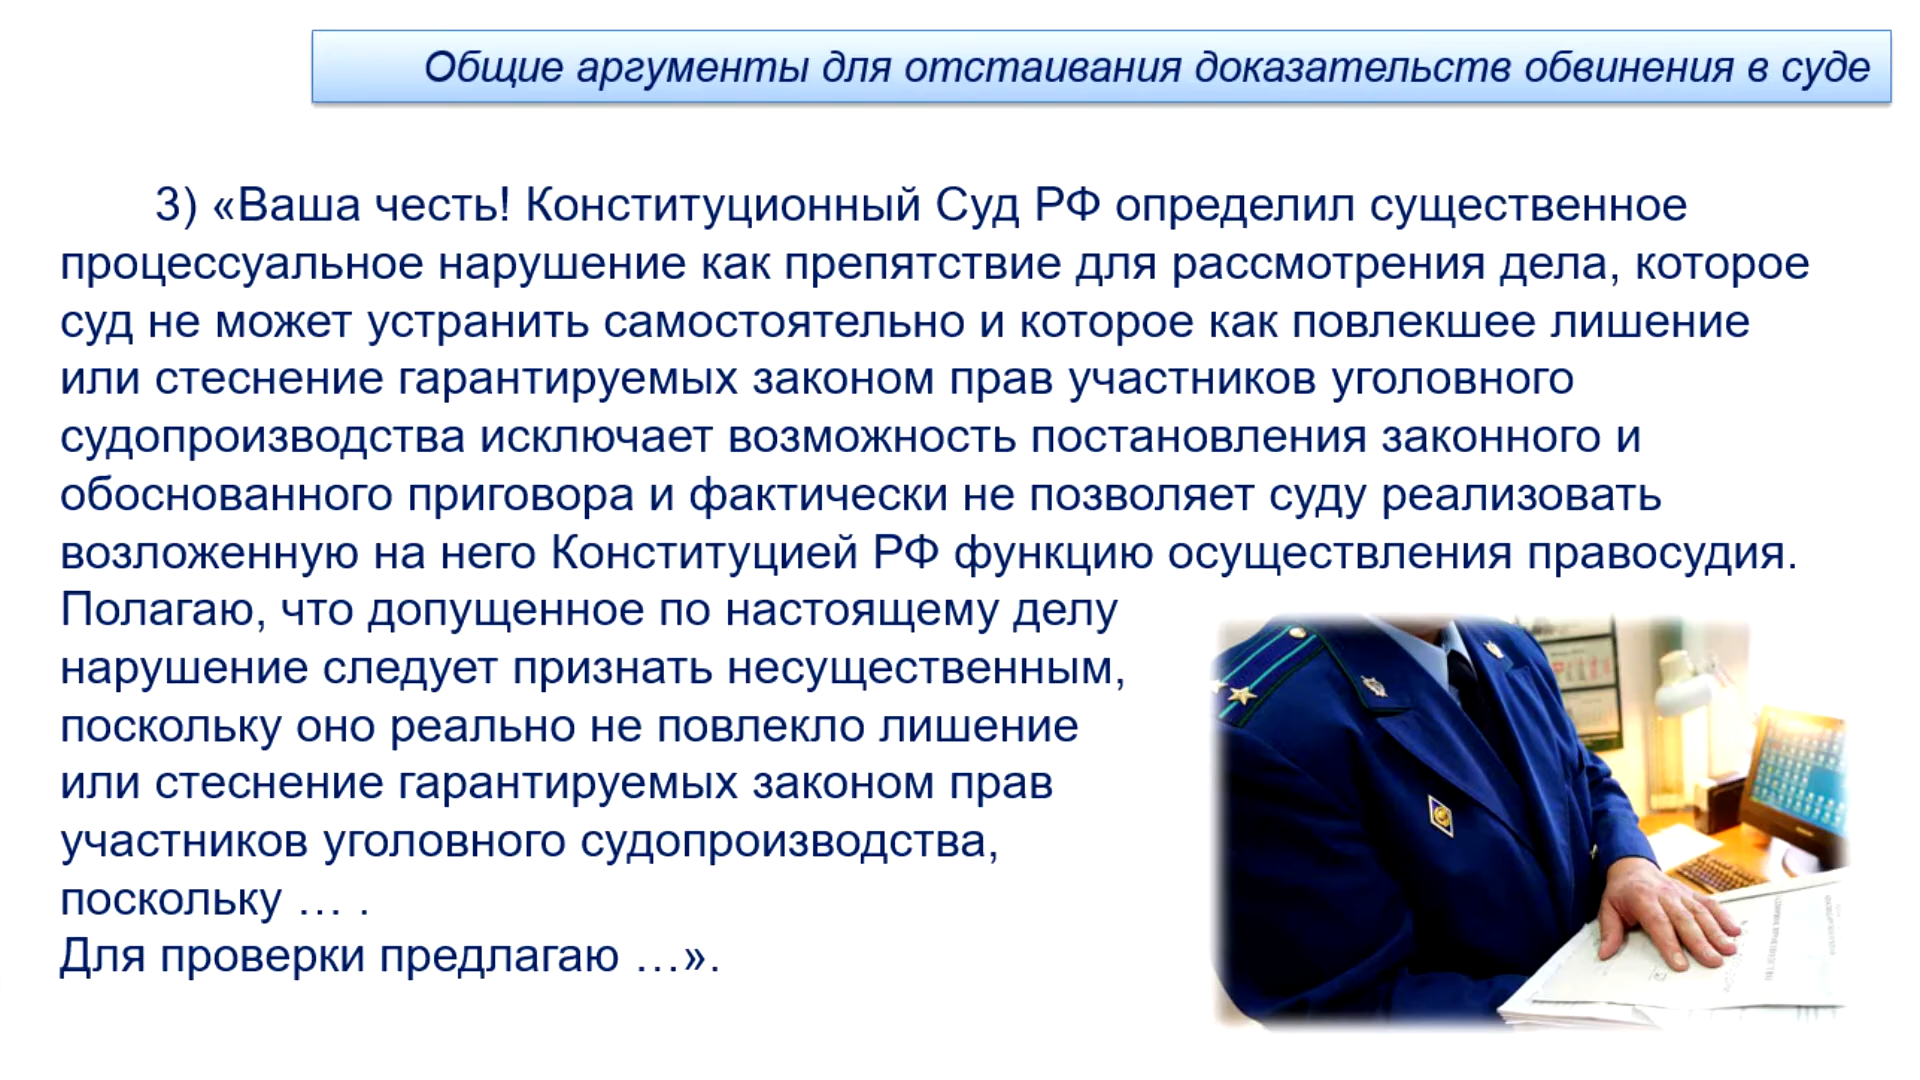 Общие аргументы для отстаивания доказательств обвинения в суде
3) «Ваша честь! Конституционный Суд РФ определил существенное
процессуальное нарушение как препятствие для рассмотрения дела, которое
суд не может устранить самостоятельно и которое как повлекшее лишение
или стеснение гарантируемых законом прав участников уголовного
судопроизводства исключает возможность постановления законного и
обоснованного приговора и фактически не позволяет суду реализовать
возложенную на него Конституцией РФ функцию осуществления правосудия.
Полагаю, что допущенное по настоящему делу
нарушение следует признать несущественным,
поскольку оно реально не повлекло лишение
или стеснение гарантируемых законом прав
участников уголовного судопроизводства,
поскольку … .
Для проверки предлагаю …».